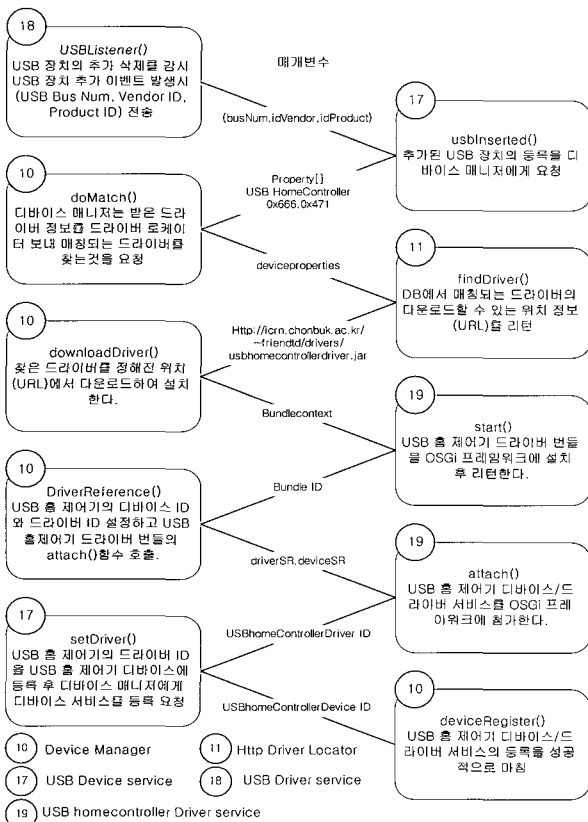 18
USBListener()
USB 장치의 추가 삭제를 감시
USB 장치 추가 이벤트 발생시
(USB Bus Num, Vendor ID,
Product ID) 전송
매개변수
(busNum,idVendor,idProduct)
17
usbInserted()
추가된 USB 장치의 등록을 디
바이스 매니저에게 요청
Property[]
USB HomeController
0x666,0x471
10
doMatch()
디바이스 매니저는 받은 드라
이버 정보를 드라이버 로케이
터 보내 매칭되는 드라이버를
찾는것을 요청
deviceproperties
11
findDriver()
DB에서 매칭되는 드라이버의
다운로드할 수 있는 위치 정보
(URL)를 리턴
Http://icrn.chonbuk.ac.kr/
~friendtd/drivers/
usbhomecontrollerdriver.jar
10
downloadDriver()
찾은 드라이버를 정해진 위치
(URL)에서 다운로드하여 설치
한다.
Bundlecontext
19
start()
USB 홈 제어기 드라이버 번들
을 OSGi 프레임워크에 설치
후 리턴한다.
Bundle ID
10
DriverReference()
USB 홈 제어기의 디바이스 ID
와 드라이버 ID 설정하고 USB
홈제어기 드라이버 번들의
attach()함수 호출.
driverSR,deviceSR
19
attach()
USB 홈 제어기 디바이스/드
라이버 서비스를 OSGi 프레
이워크에 첨가한다.
USBhomeControllerDriver ID
17
setDriver()
USB 홈 제어기의 드라이버 ID
을 USB 홈 제어기 디바이스에
등록 후 디바이스 매니저에게
디바이스 서비스를 등록 요청
USBhomeControllerDevice ID
10
deviceRegister()
USB 홈 제어기 디바이스/드
라이버 서비스의 등록을 성공
적으로 마침
10 Device Manager
11 Http Driver Locator
17 USB Device service
18 USB Driver service
19 USB homecontroller Driver service